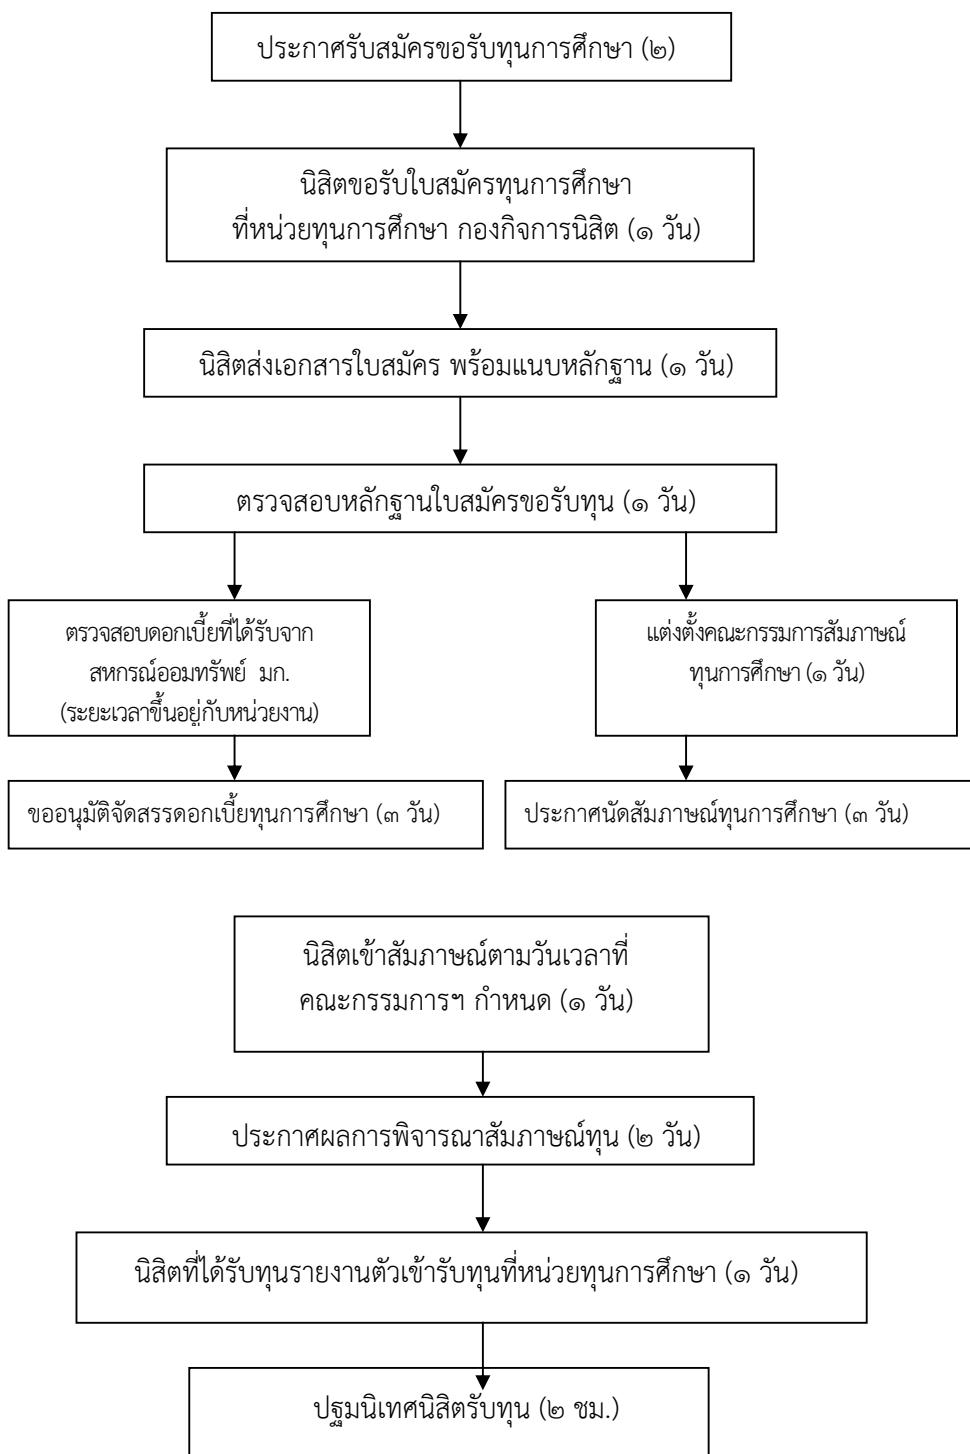 ประกาศรับสมัครขอรับทุนการศึกษา (๒)
นิสิตขอรับใบสมัครทุนการศึกษา
ที่หน่วยทุนการศึกษา กองกิจการนิสิต (๑ วัน)
นิสิตส่งเอกสารใบสมัคร พร้อมแนบหลักฐาน (๑ วัน)
ตรวจสอบหลักฐานใบสมัครขอรับทุน (๑ วัน)
ตรวจสอบดอกเบี้ยที่ได้รับจาก
สหกรณ์ออมทรัพย์ มก.
(ระยะเวลาขึ้นอยู่กับหน่วยงาน)
แต่งตั้งคณะกรรมการสัมภาษณ์
ทุนการศึกษา (๑ วัน)
ขออนุมัติจัดสรรดอกเบี้ยทุนการศึกษา (๓ วัน)
ประกาศนัดสัมภาษณ์ทุนการศึกษา (๓ วัน)
นิสิตเข้าสัมภาษณ์ตามวันเวลาที่
คณะกรรมการฯ กำหนด (๑ วัน)
ประกาศผลการพิจารณาสัมภาษณ์ทุน (๒ วัน)
นิสิตที่ได้รับทุนรายงานตัวเข้ารับทุนที่หน่วยทุนการศึกษา (๑ วัน)
ปฐมนิเทศนิสิตรับทุน (๒ ชม.)